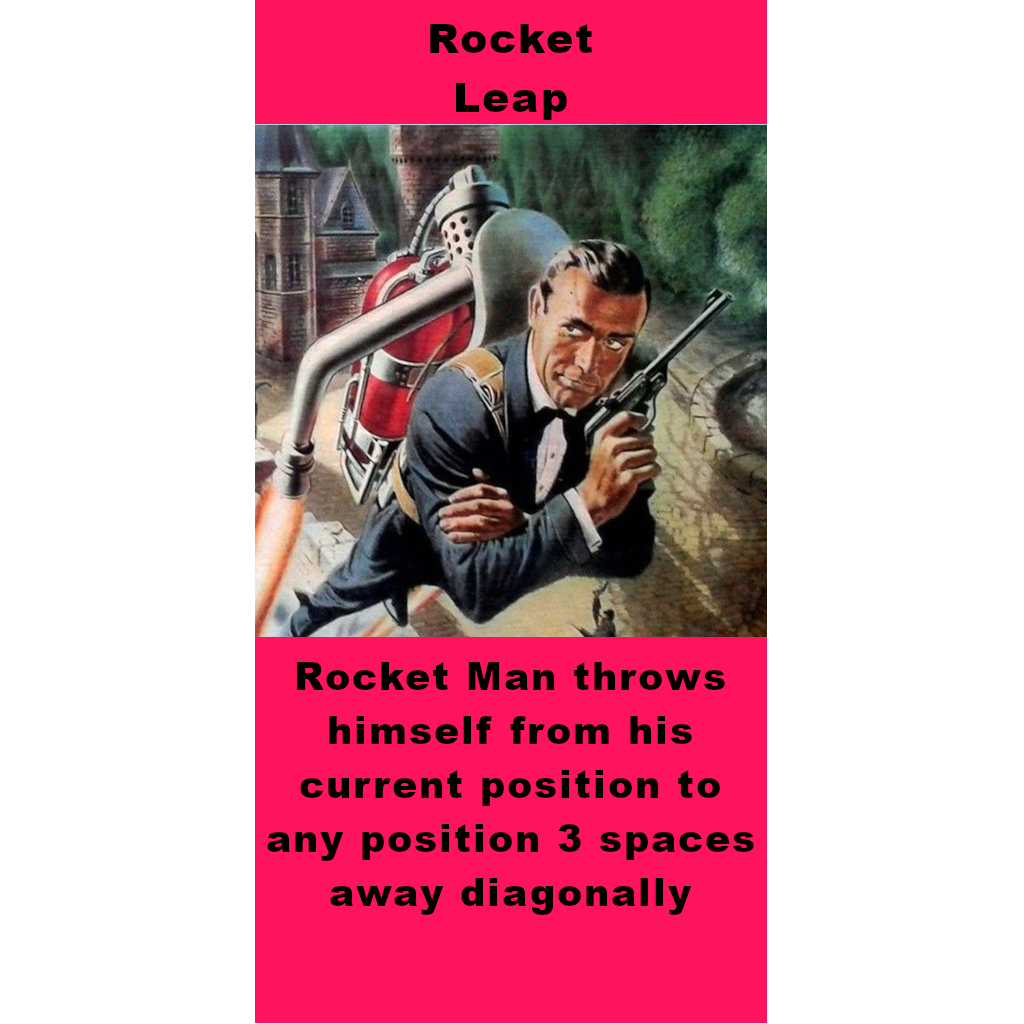 Rocket
Leap
Rocket Man throws
himself from his
current position to
any position 3 spaces
away diagonally